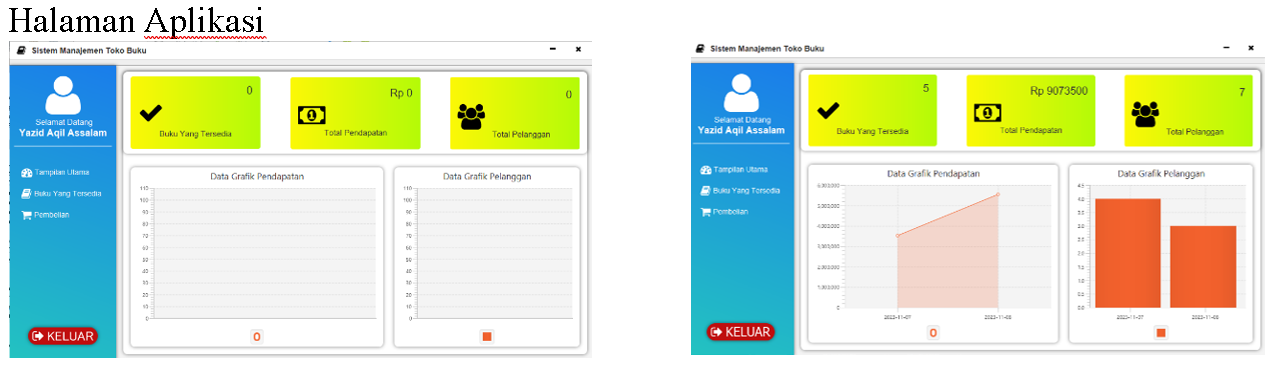 Halaman Aplikasi
Sistem Manajemen Toko Buku
Selamat Datang
Yazid Aqil Assalam
Tampilan Utama
Buku Yang Tersedia
Pembelian
KELUAR
0
Buku Yang Tersedia
Rp 0
Total Pendapatan
0
Total Pelanggan
Data Grafik Pendapatan
110
100
90
80
70
60
50
40
30
20
10
0
Data Grafik Pelanggan
110
100
90
80
70
60
50
40
30
20
10
0
Sistem Manajemen Toko Buku
Selamat Datang
Yazid Aqil Assalam
Tampilan Utama
Buku Yang Tersedia
Pembelian
KELUAR
5
Buku Yang Tersedia
Rp 9073500
Total Pendapatan
7
Total Pelanggan
Data Grafik Pendapatan
6,000,000
5,000,000
4,000,000
3,000,000
2,000,000
1,000,000
0
2023-11-07 2023-11-08
Data Grafik Pelanggan
4.5
4.0
3.5
3.0
2.5
2.0
1.5
1.0
0.5
0.0
2023-11-07 2023-11-08